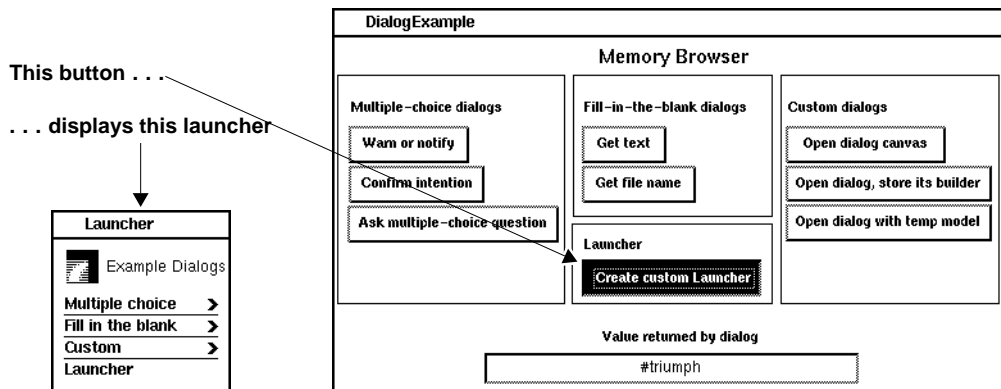 This button . . .
. . . displays this launcher
Launcher
Example Dialogs
Multiple choice
Fill in the blank
Custom
Launcher
DialogExample
Memory Browser
Multiple-choice dialogs
Warn or notify
Confirm intention
Ask multiple-choice question
Fill-in-the-blank dialogs
Get text
Get file name
Launcher
Create custom Launcher
Custom dialogs
Open dialog canvas
Open dialog, store its builder
Open dialog with temp model
Value returned by dialog
#triumph